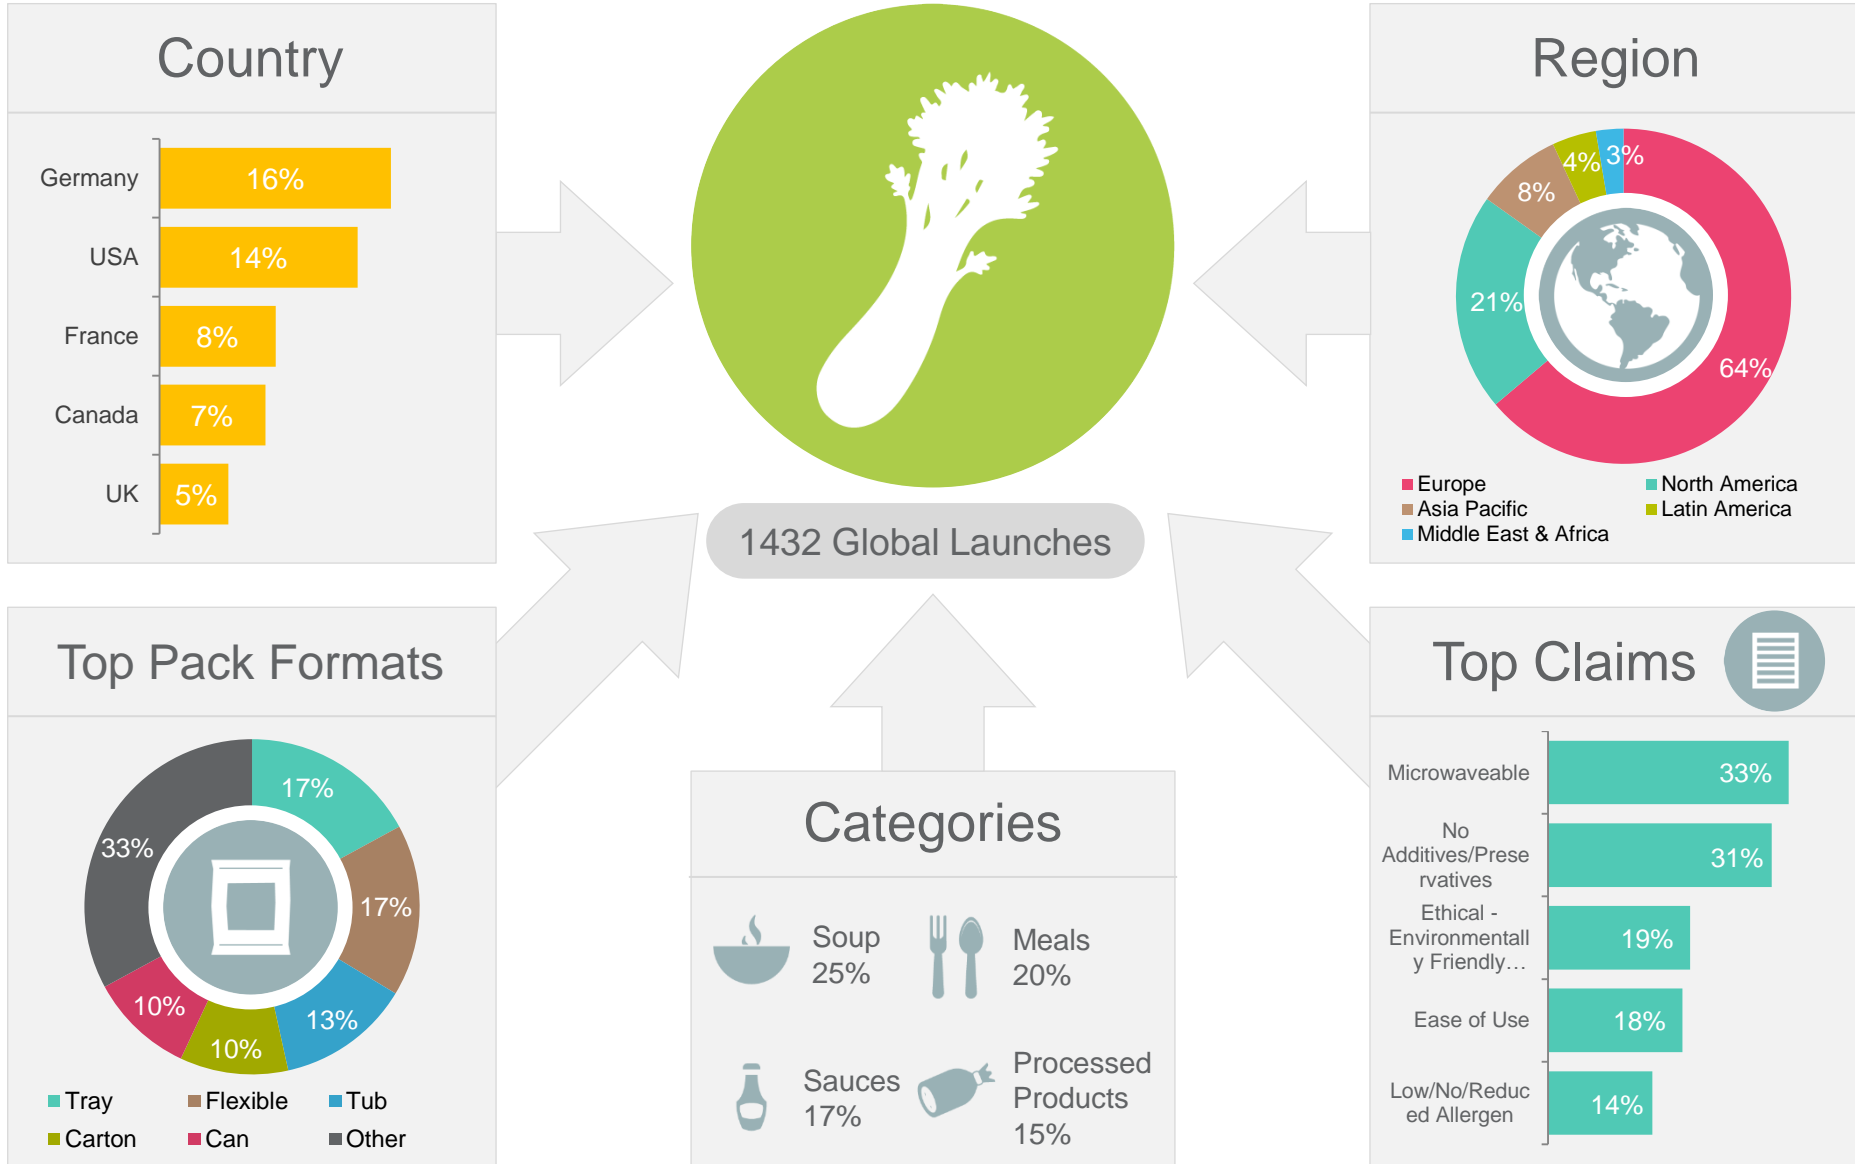 Country
Germany
16%
USA
14%
France
8%
Canada
7%
UK
5%
1432 Global Launches
Region
3%
4%
8%
21%
64%
Europe
North America
Asia Pacific
Latin America
Middle East & Africa
Top Pack Formats
17%
33%
17%
10%
13%
10%
Tray
Flexible
Tub
Carton
Can
Other
Categories
Soup
25%
Meals
20%
Sauces
17%
Processed
Products
15%
Top Claims
Microwaveable
33%
No
Additives/Prese
rvatives
31%
Ethical -
Environmentall
y Friendly...
19%
Ease of Use
18%
Low/No/Reduc
ed Allergen
14%